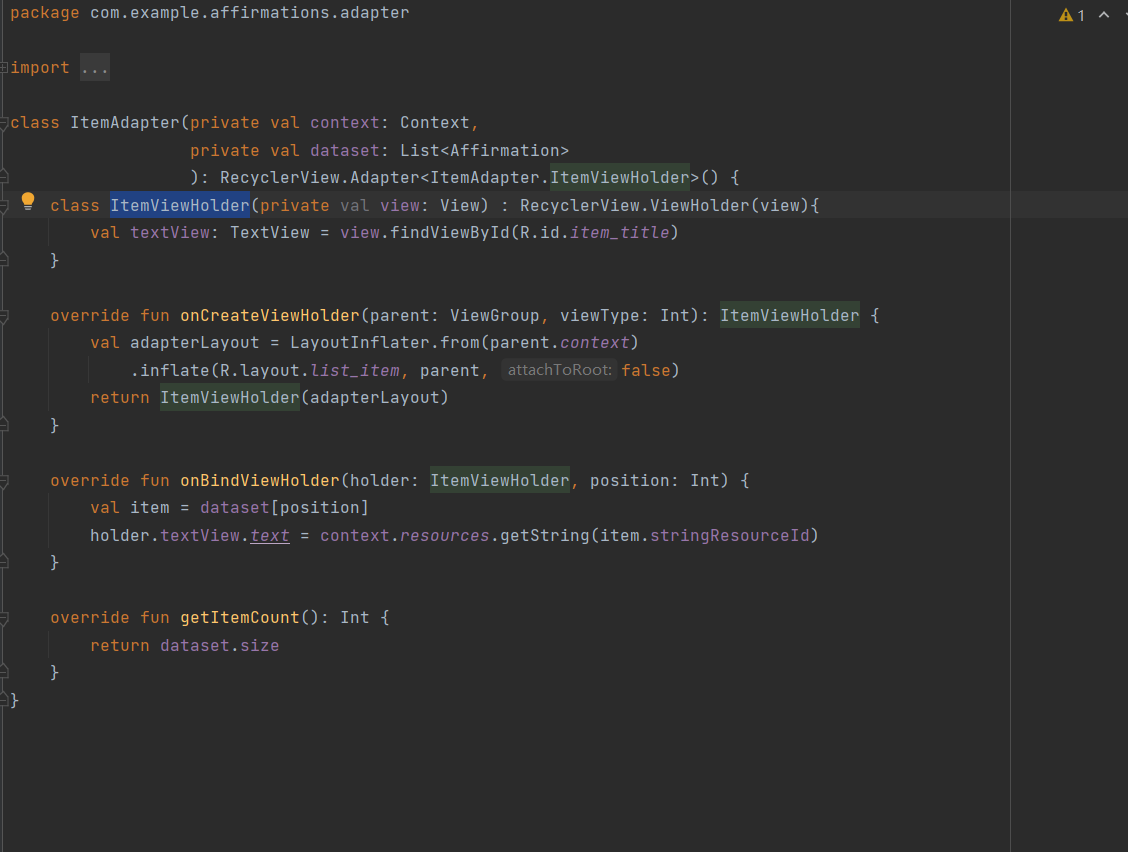 package com.example.affirmations.adapter
1
import ...
class ItemAdapter(private val context: Context,
private val dataset: List<Affirmation>
): RecyclerView.Adapter<ItemAdapter.ItemViewHolder>() {
class ItemViewHolder(private val view: View) : RecyclerView.ViewHolder(view){
val textView: TextView = view.findViewById(R.id.item_title)
}
override fun onCreateViewHolder(parent: ViewGroup, viewType: Int): ItemViewHolder {
val adapterLayout = LayoutInflater.from(parent.context)
.inflate(R.layout.list_item, parent, attachToRoot: false)
return ItemViewHolder(adapterLayout)
}
override fun onBindViewHolder(holder: ItemViewHolder, position: Int) {
val item = dataset[position]
holder.textView.text = context.resources.getString(item.stringResourceId)
}
override fun getItemCount(): Int {
return dataset.size
}
}